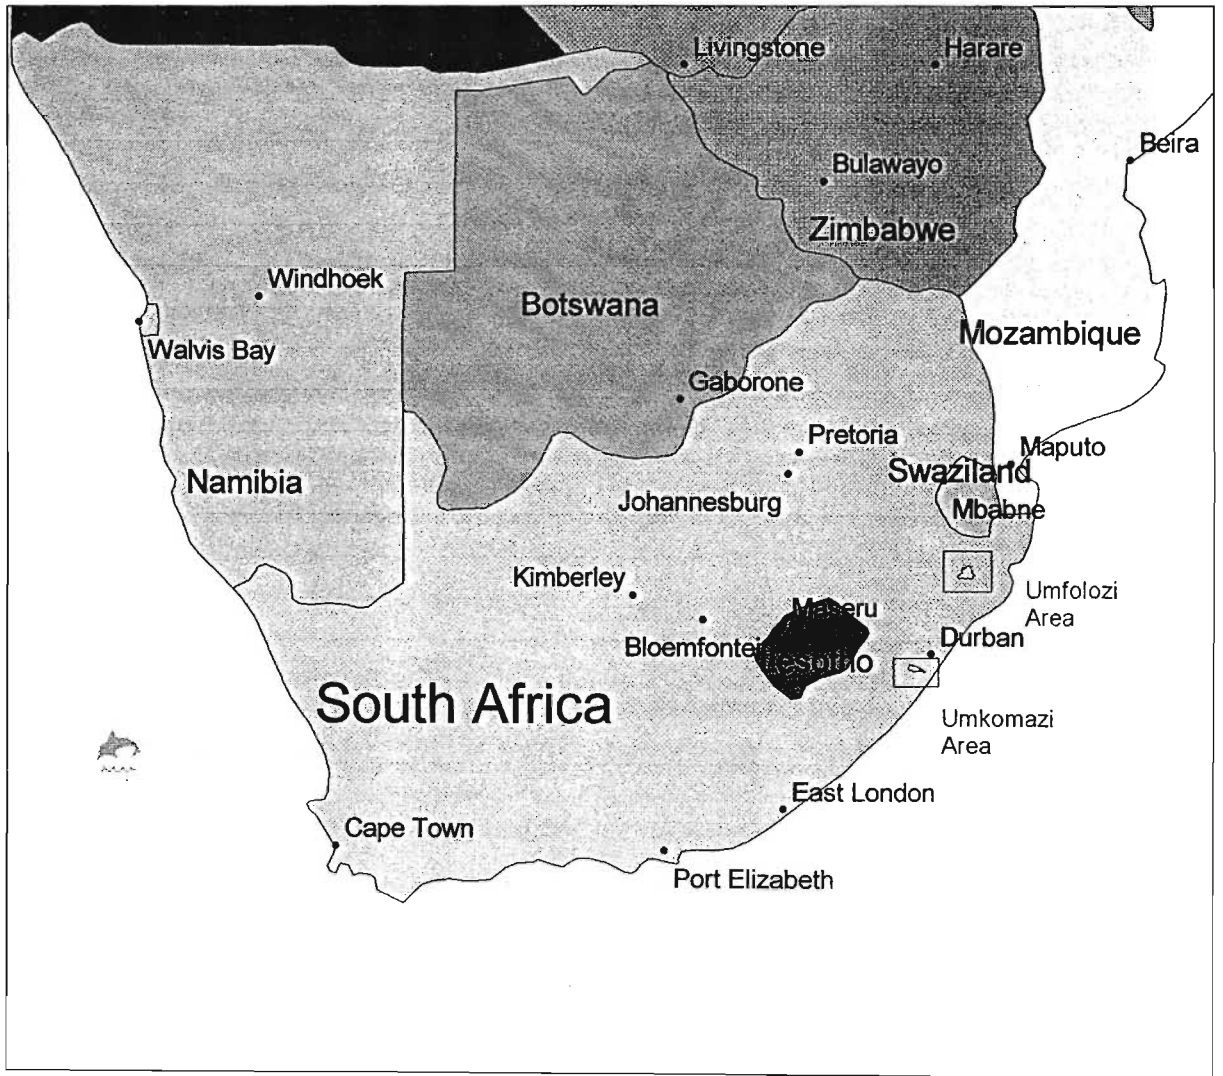 Livingstone
Harare
Beira
Bulawayo
Zimbabwe
Windhoek
Botswana
Mozambique
Walvis Bay
Gaborone
Pretoria
Maputo
Swaziland
Namibia
Johannesburg
Mbabne
Kimberley
Umfolozi
Area
Maseru
Durban
Bloemfontein
Lesotho
South Africa
Umkomazi
Area
East London
Cape Town
Port Elizabeth